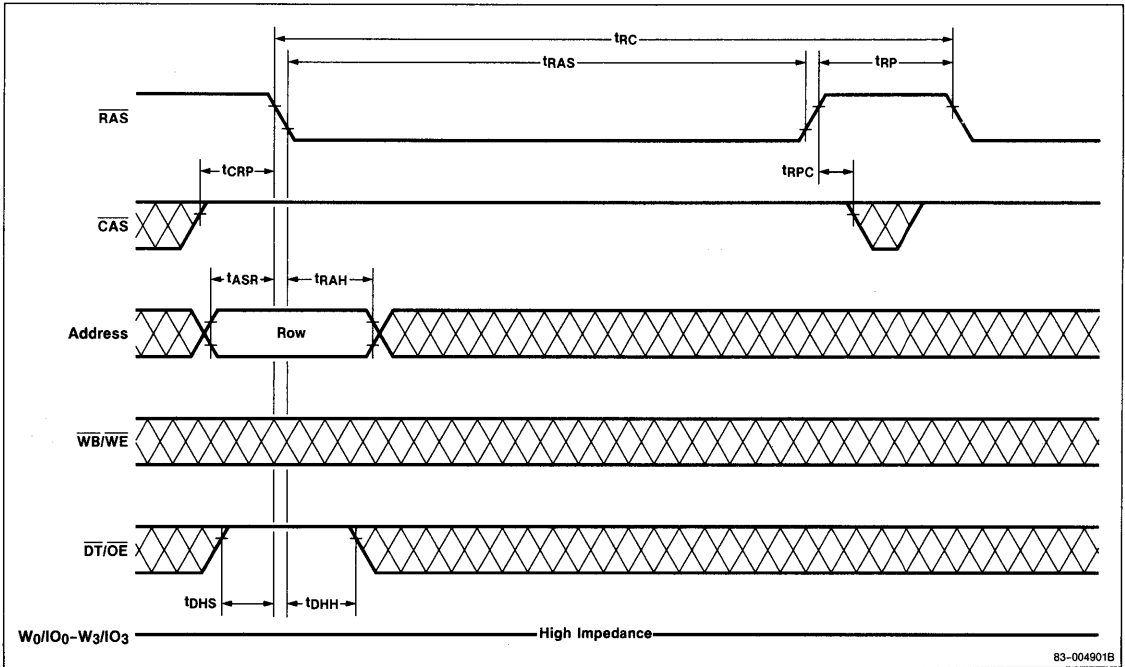 tRC
tRAS
tRP
RAS
tCRP
tRPC
CAS
tASR
tRAH
Address
Row
WB/WE
DT/OE
tDHS
tDHH
W0/IO0-W3/IO3
High Impedance
83-004901B